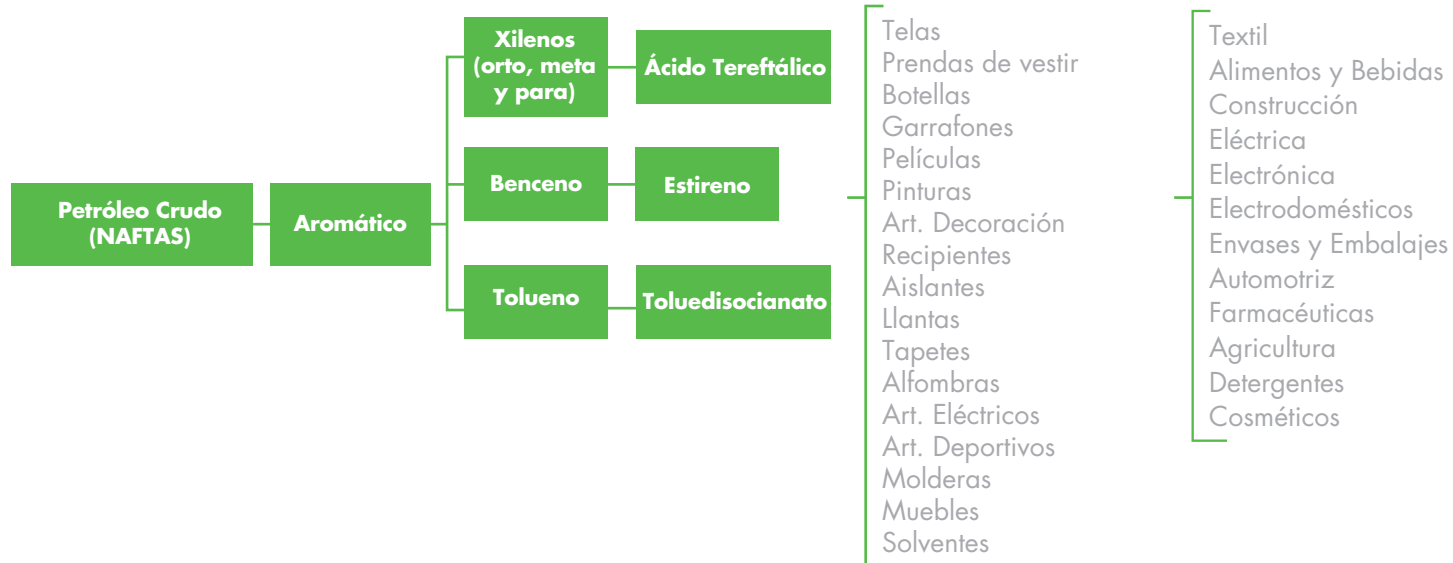 Petróleo Crudo
(NAFTAS)
Aromático
Xilenos
(orto, meta
y para)
Ácido Tereftálico
Benceno
Estireno
Tolueno
Toluedisocianato
Telas
Prendas de vestir
Botellas
Garrafones
Películas
Pinturas
Art. Decoración
Recipientes
Aislantes
Llantas
Tapetes
Alfombras
Art. Eléctricos
Art. Deportivos
Molderas
Muebles
Solventes
Textil
Alimentos y Bebidas
Construcción
Eléctrica
Electrónica
Electrodomésticos
Envases y Embalajes
Automotriz
Farmacéuticas
Agricultura
Detergentes
Cosméticos